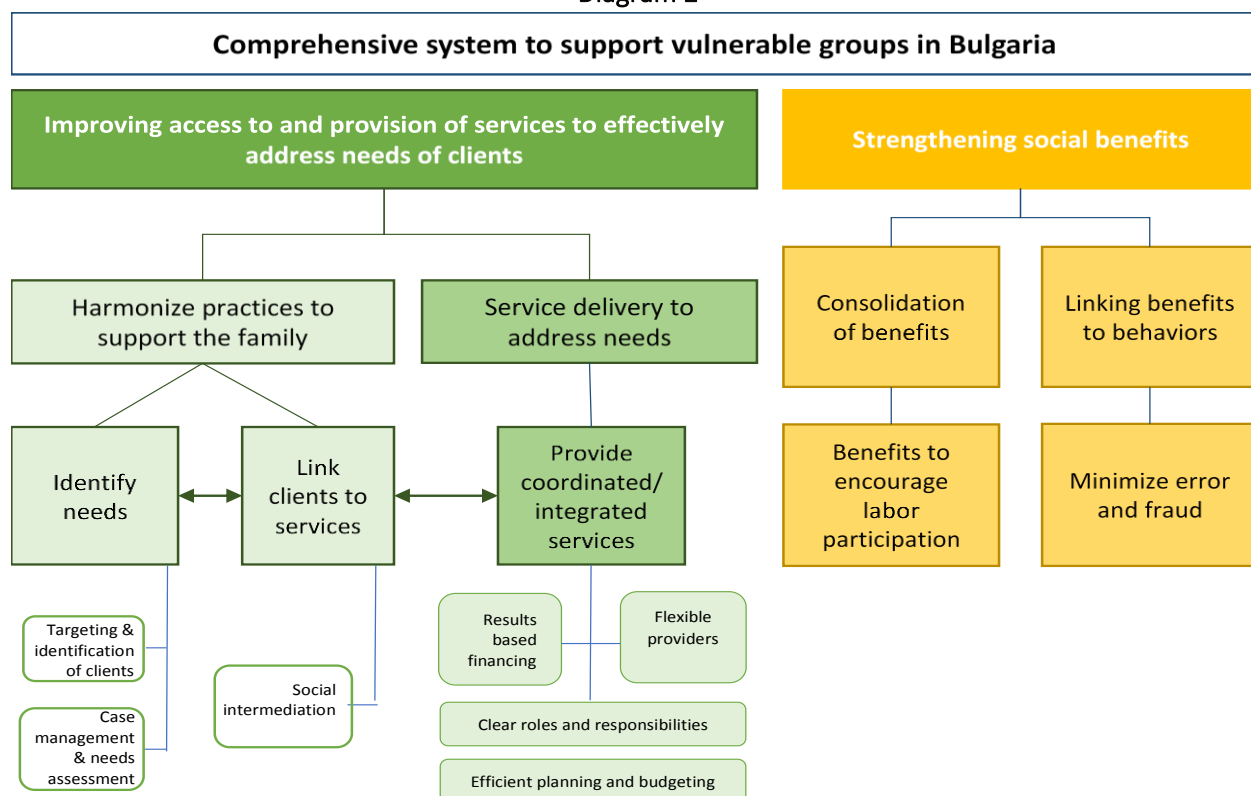 Diagram 2
Comprehensive system to support vulnerable groups in Bulgaria
Improving access to and provision of services to effectively
address needs of clients
Strengthening social benefits
Harmonize practices to
support the family
Service delivery to
address needs
Consolidation
of benefits
Linking benefits
to behaviors
Identify
needs
Link
clients to
services
Provide
coordinated/
integrated
services
Benefits to
encourage
labor
participation
Minimize error
and fraud
Targeting &
identification
of clients
Case
management
& needs
assessment
Social
intermediation
Results
based
financing
Flexible
providers
Clear roles and responsibilities
Efficient planning and budgeting